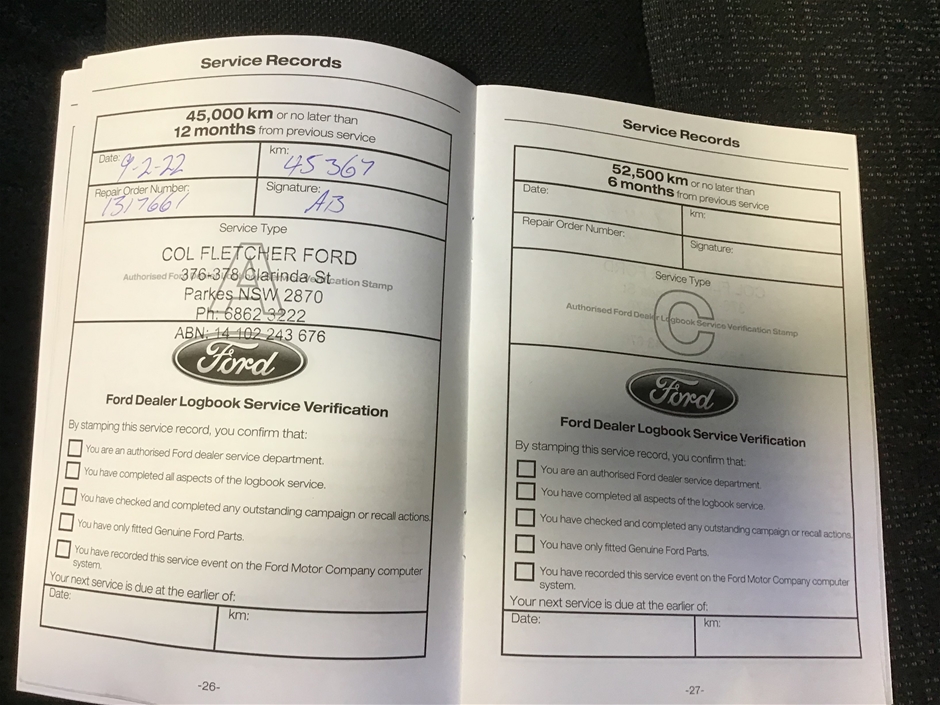 Service Records
45,000 km or no later than
12 months from previous service
Date: 9-2-22
km: 45367
Repair Order Number: 1317661
Signature: AB
Service Type
A
Authorised Ford Verification Stamp
COL FLETCHER FORD
376-378 Clarinda St
Parkes NSW 2870
Ph: 6862 3222
ABN: 14 102 243 676
Ford
Ford Dealer Logbook Service Verification
By stamping this service record, you confirm that:
You are an authorised Ford dealer service department.
You have completed all aspects of the logbook service.
You have checked and completed any outstanding campaign or recall actions.
You have only fitted Genuine Ford Parts.
You have recorded this service event on the Ford Motor Company computer
system.
Your next service is due at the earlier of:
Date:
km:
-26-
Service Records
52,500 km or no later than
6 months from previous service
Date:
km:
Repair Order Number:
Signature:
Service Type
C
Authorised Ford Dealer Logbook Service Verification Stamp
Ford
Ford Dealer Logbook Service Verification
By stamping this service record, you confirm that:
You are an authorised Ford dealer service department.
You have completed all aspects of the logbook service.
You have checked and completed any outstanding campaign or recall actions.
You have only fitted Genuine Ford Parts.
You have recorded this service event on the Ford Motor Company computer
system.
Your next service is due at the earlier of:
Date:
km:
-27-